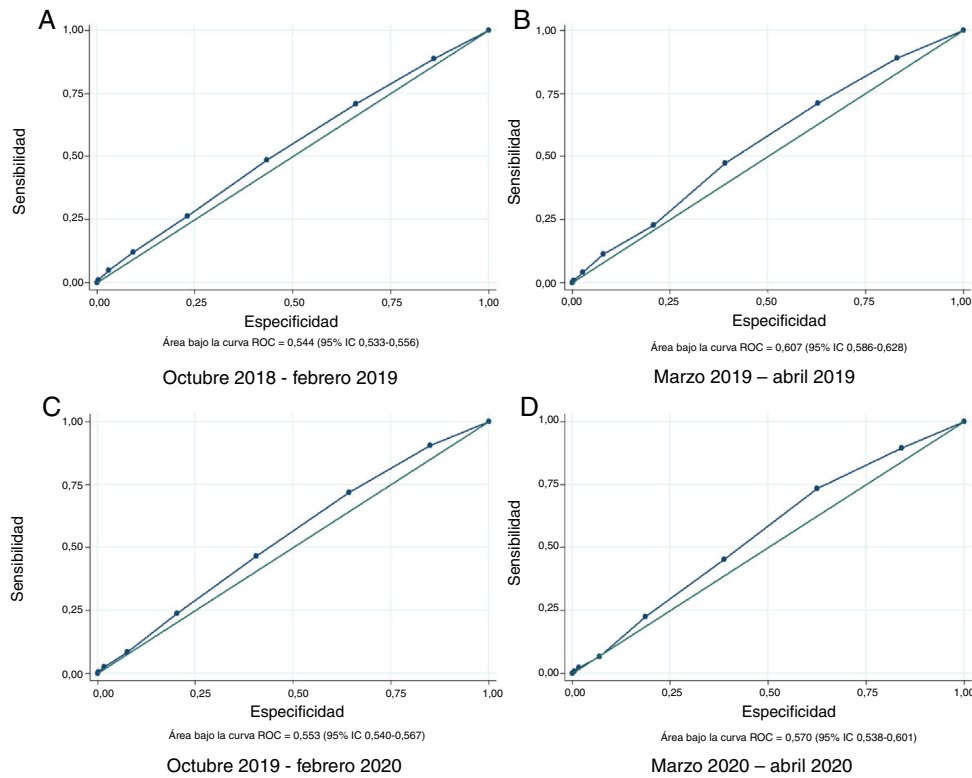 A
1,00
0,75
0,50
0,25
0,00
Sensibilidad
0,00 0,25 0,50 0,75 1,00
Especificidad
Área bajo la curva ROC = 0,544 (95% IC 0,533-0,556)
Octubre 2018 - febrero 2019
B
1,00
0,75
0,50
0,25
0,00
Sensibilidad
0,00 0,25 0,50 0,75 1,00
Especificidad
Área bajo la curva ROC = 0,607 (95% IC 0,586-0,628)
Marzo 2019 – abril 2019
C
1,00
0,75
0,50
0,25
0,00
Sensibilidad
0,00 0,25 0,50 0,75 1,00
Especificidad
Área bajo la curva ROC = 0,553 (95% IC 0,540-0,567)
Octubre 2019 - febrero 2020
D
1,00
0,75
0,50
0,25
0,00
Sensibilidad
0,00 0,25 0,50 0,75 1,00
Especificidad
Área bajo la curva ROC = 0,570 (95% IC 0,538-0,601)
Marzo 2020 – abril 2020